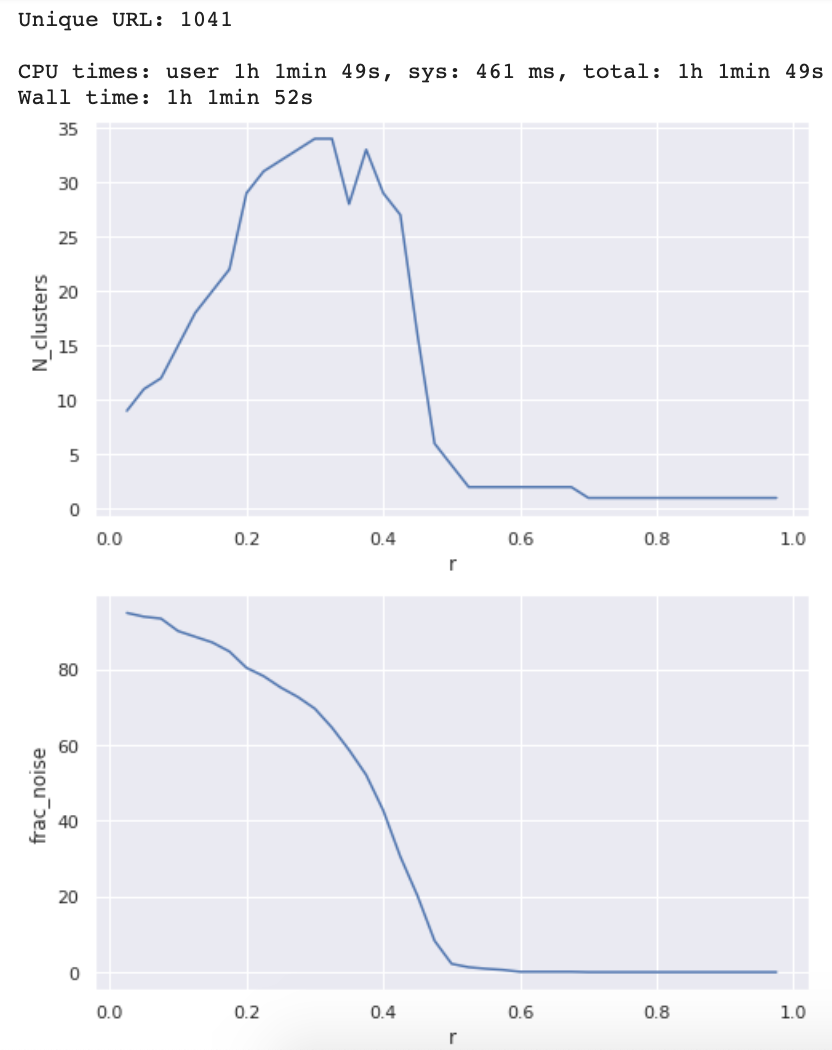 Unique URL: 1041
CPU times: user 1h 1min 49s, sys: 461 ms, total: 1h 1min 49s
Wall time: 1h 1min 52s
35
30
25
20
15
10
5
0
N_clusters
0.0 0.2 0.4 0.6 0.8 1.0
r
80
60
40
20
0
frac_noise
0.0 0.2 0.4 0.6 0.8 1.0
r